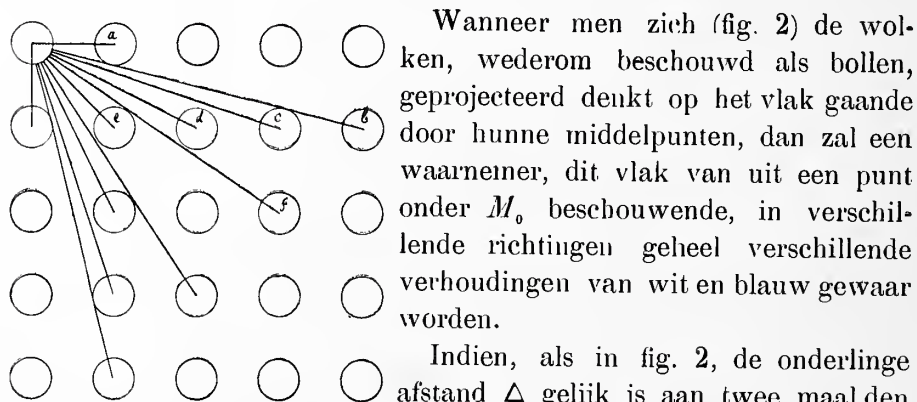 a
e d c b
f
Wanneer men zich (fig. 2) de wol-
ken, wederom beschouwd als bollen,
geprojecteerd denkt op het vlak gaande
door hunne middelpunten, dan zal een
waarnemer, dit vlak van uit een punt
onder M₀ beschouwende, in verschil-
lende richtingen geheel verschillende
verhoudingen van wit en blauw gewaar
worden.
Indien, als in fig. 2, de onderlinge
afstand Δ gelijk is aan twee maal den